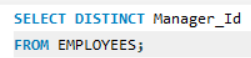 SELECT DISTINCT Manager_Id
FROM EMPLOYEES;